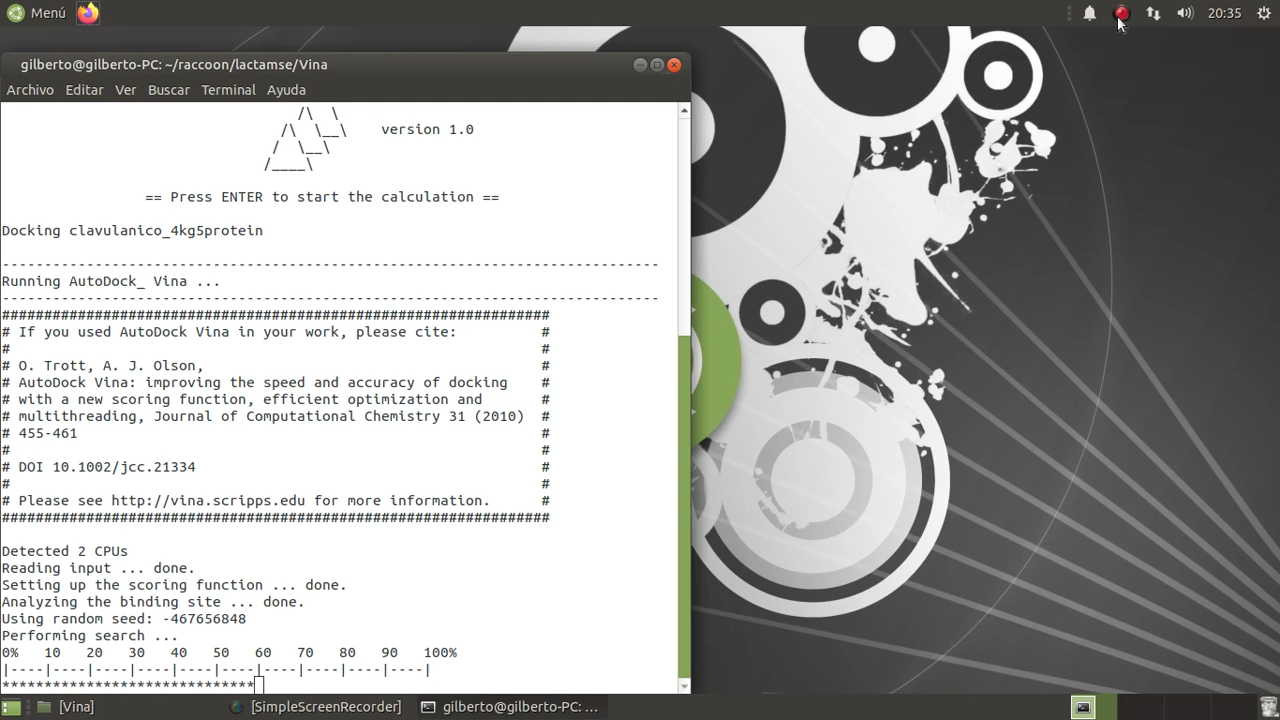 Menú
20:35
gilberto@gilberto-PC: ~/raccoon/lactamse/Vina
Archivo Editar Ver Buscar Terminal Ayuda
/\ \
/\ \__\ version 1.0
/ \__\
/____\
== Press ENTER to start the calculation ==
Docking clavulanico_4kg5protein
------------------------------------------------------------------------------
Running AutoDock_ Vina ...
------------------------------------------------------------------------------
#################################################################
# If you used AutoDock Vina in your work, please cite: #
# #
# O. Trott, A. J. Olson, #
# AutoDock Vina: improving the speed and accuracy of docking #
# with a new scoring function, efficient optimization and #
# multithreading, Journal of Computational Chemistry 31 (2010) #
# 455-461 #
# #
# DOI 10.1002/jcc.21334 #
# #
# Please see http://vina.scripps.edu for more information. #
#################################################################
Detected 2 CPUs
Reading input ... done.
Setting up the scoring function ... done.
Analyzing the binding site ... done.
Using random seed: -467656848
Performing search ...
0% 10 20 30 40 50 60 70 80 90 100%
|----|----|----|----|----|----|----|----|----|----|
******************************
[Vina] [SimpleScreenRecorder] gilberto@gilberto-PC: ...